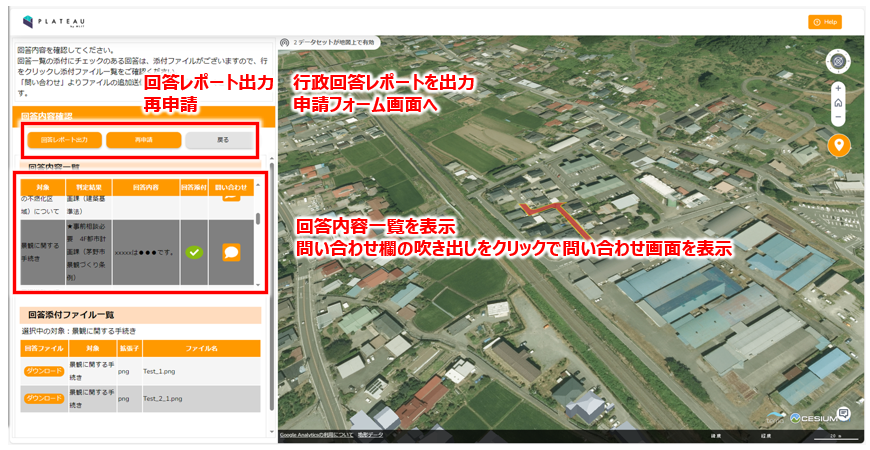 PLATEAU
by MLIT
Help
回答内容を確認してください。
回答一覧の添付にチェックのある回答は、添付ファイルがございますので、行
をクリックし添付ファイル一覧をご確認ください。
「問い合わせ」よりファイルの追加送
す。
回答レポート出力
再申請
行政回答レポートを出力
申請フォーム画面へ
2 データセットが地図上で有効
回答内容確認
回答レポート出力
再申請
戻る
回答内容一覧
対象
判定結果
回答内容
回答添付
問い合わせ
の不燃化区
域）について
画課（建築基
準法）
景観に関する
手続き
★事前相談必
要 4F都市計
画課（茅野市
景観づくり条
例）
xxxxxは●●●です。
回答内容一覧を表示
問い合わせ欄の吹き出しをクリックで問い合わせ画面を表示
回答添付ファイル一覧
選択中の対象：景観に関する手続き
回答ファイル
対象
拡張子
ファイル名
ダウンロード
景観に関する手
続き
png
Test_1.png
ダウンロード
景観に関する手
続き
png
Test_2_1.png
Google Analyticsの利用について
地形データ
CESIUM
緯度
経度